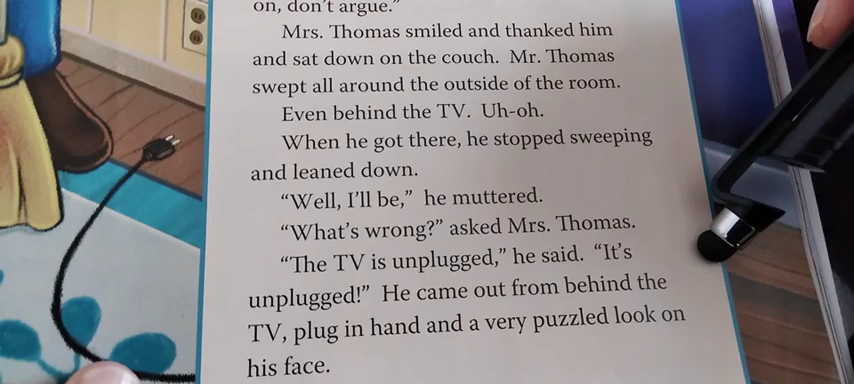 on, don't argue."
Mrs. Thomas smiled and thanked him
and sat down on the couch. Mr. Thomas
swept all around the outside of the room.
Even behind the TV. Uh-oh.
When he got there, he stopped sweeping
and leaned down.
“Well, I’ll be,” he muttered.
“What’s wrong?” asked Mrs. Thomas.
“The TV is unplugged,” he said. “It’s
unplugged!” He came out from behind the
TV, plug in hand and a very puzzled look on
his face.